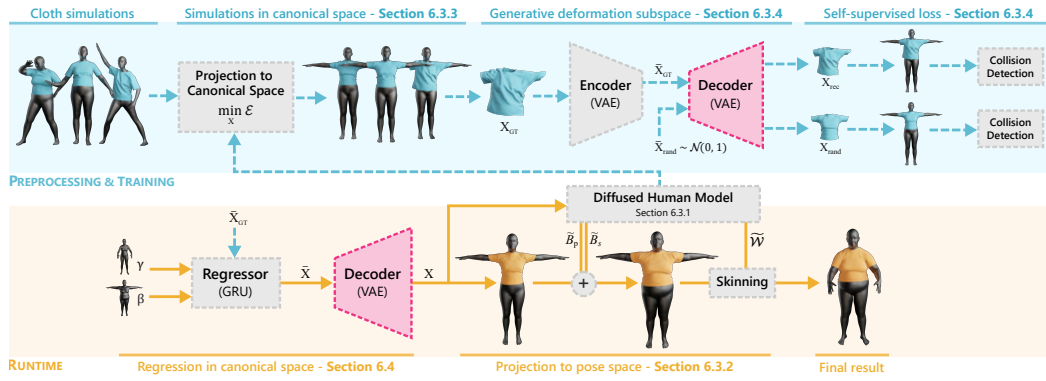 Cloth simulations
Simulations in canonical space - Section 6.3.3
Generative deformation subspace - Section 6.3.4
Self-supervised loss - Section 6.3.4
Projection to
Canonical Space
min ℰ
X
X_GT
Encoder
(VAE)
X̄_GT
X̄_rand ~ 𝒩(0, 1)
Decoder
(VAE)
X_rec
X_rand
Collision
Detection
Collision
Detection
PREPROCESSING & TRAINING
Diffused Human Model
Section 6.3.1
X̄_GT
γ
β
Regressor
(GRU)
X̄
Decoder
(VAE)
X
B̃_p
B̃_s
+
𝒲̃
Skinning
RUNTIME
Regression in canonical space - Section 6.4
Projection to pose space - Section 6.3.2
Final result